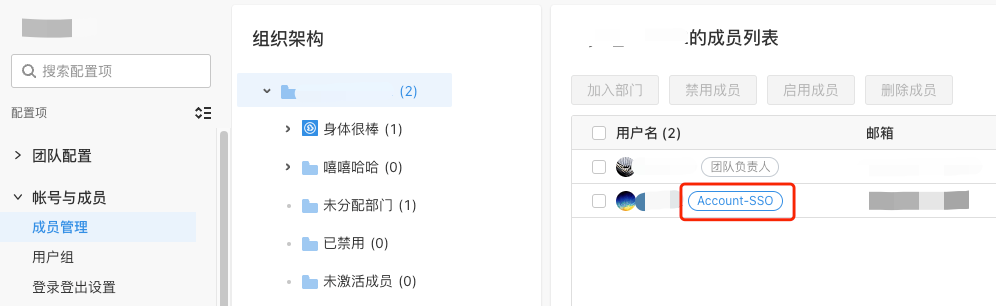 搜索配置项
配置项
团队配置
帐号与成员
成员管理
用户组
登录登出设置
组织架构
(2)
身体很棒 (1)
嘻嘻哈哈 (0)
未分配部门 (1)
已禁用 (0)
未激活成员 (0)
的成员列表
加入部门 禁用成员 启用成员 删除成员
用户名 (2) 邮箱
团队负责人
Account-SSO